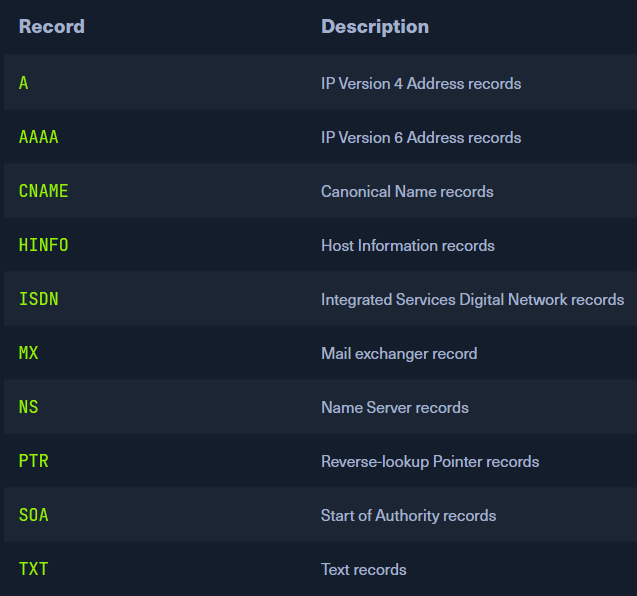 Record Description
A IP Version 4 Address records
AAAA IP Version 6 Address records
CNAME Canonical Name records
HINFO Host Information records
ISDN Integrated Services Digital Network records
MX Mail exchanger record
NS Name Server records
PTR Reverse-lookup Pointer records
SOA Start of Authority records
TXT Text records